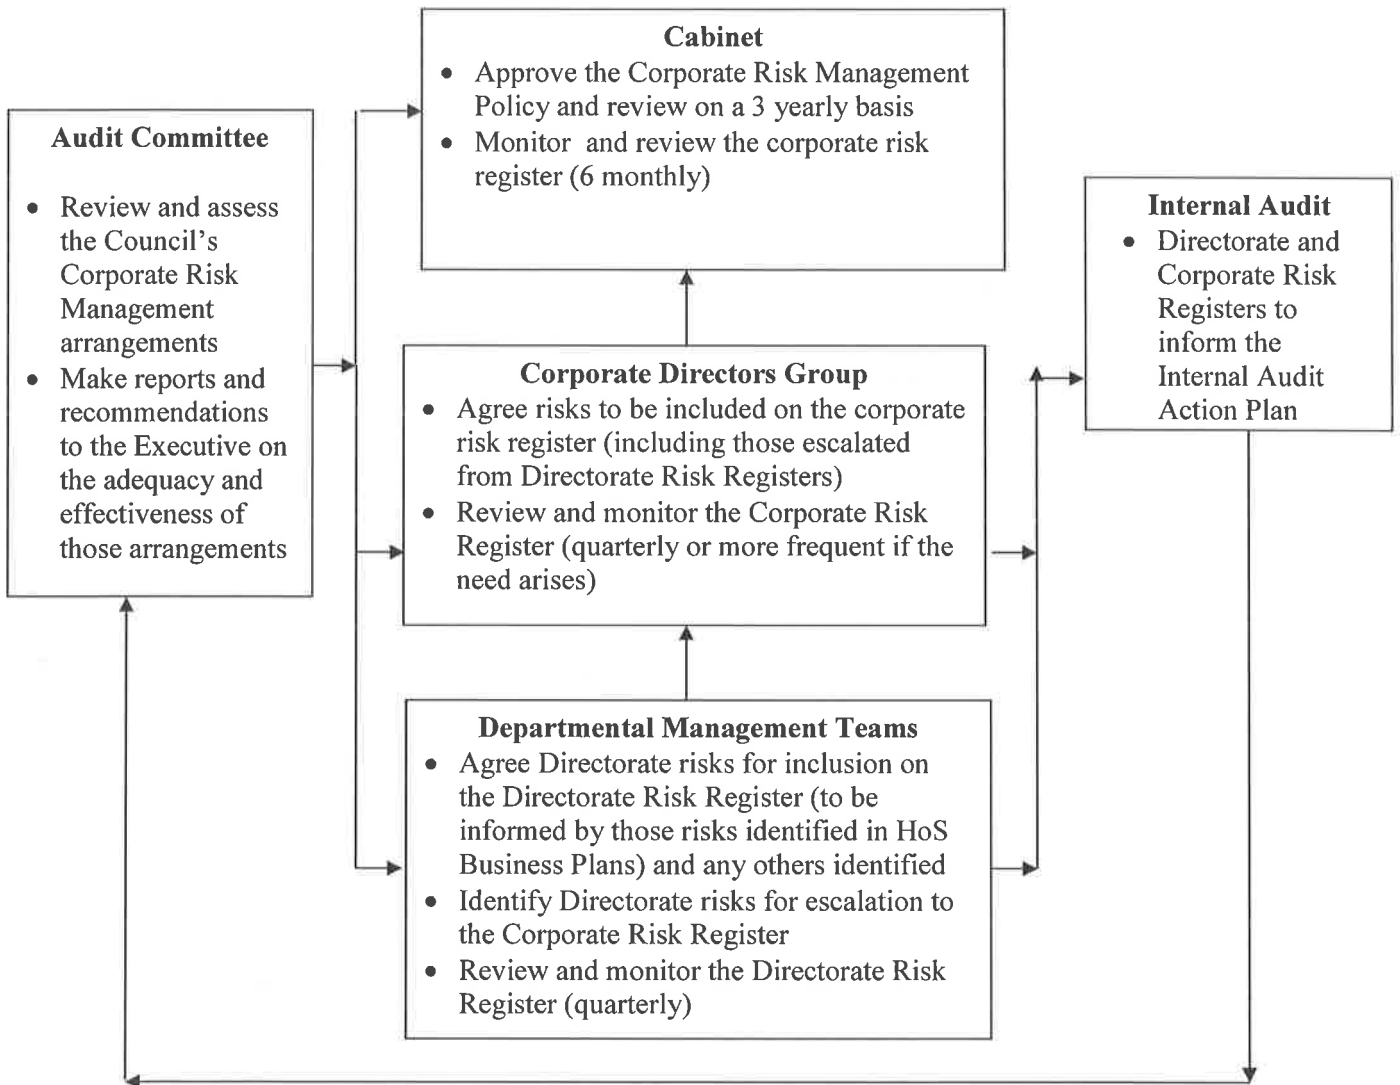 Cabinet
• Approve the Corporate Risk Management
Policy and review on a 3 yearly basis
• Monitor and review the corporate risk
register (6 monthly)
Audit Committee
• Review and assess
the Council’s
Corporate Risk
Management
arrangements
• Make reports and
recommendations
to the Executive on
the adequacy and
effectiveness of
those arrangements
Corporate Directors Group
• Agree risks to be included on the corporate
risk register (including those escalated
from Directorate Risk Registers)
• Review and monitor the Corporate Risk
Register (quarterly or more frequent if the
need arises)
Internal Audit
• Directorate and
Corporate Risk
Registers to
inform the
Internal Audit
Action Plan
Departmental Management Teams
• Agree Directorate risks for inclusion on
the Directorate Risk Register (to be
informed by those risks identified in HoS
Business Plans) and any others identified
• Identify Directorate risks for escalation to
the Corporate Risk Register
• Review and monitor the Directorate Risk
Register (quarterly)